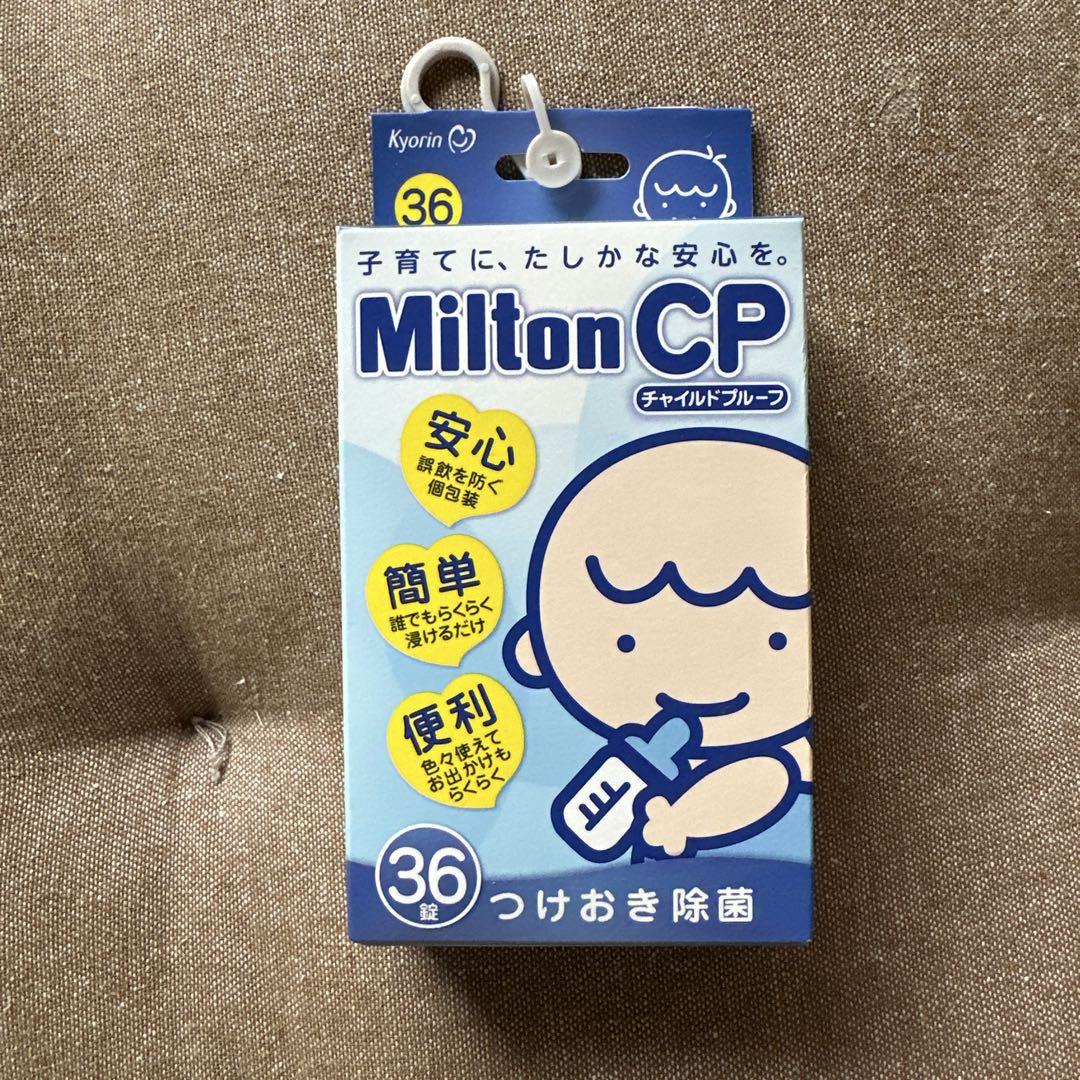 Kyorin
36
子育てに、たしかな安心を。
Milton CP
チャイルドプルーフ
安心
誤飲を防ぐ
個包装
簡単
誰でもらくらく
浸けるだけ
便利
色々使えて
お出かけも
らくらく
36
錠
つけおき除菌